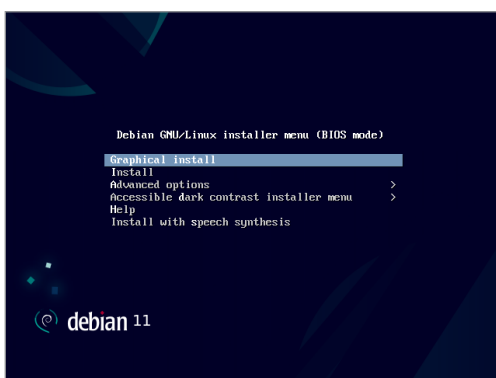 Debian GNU/Linux installer menu (BIOS mode)
Graphical install
Install
Advanced options >
Accessible dark contrast installer menu >
Help
Install with speech synthesis
debian 11